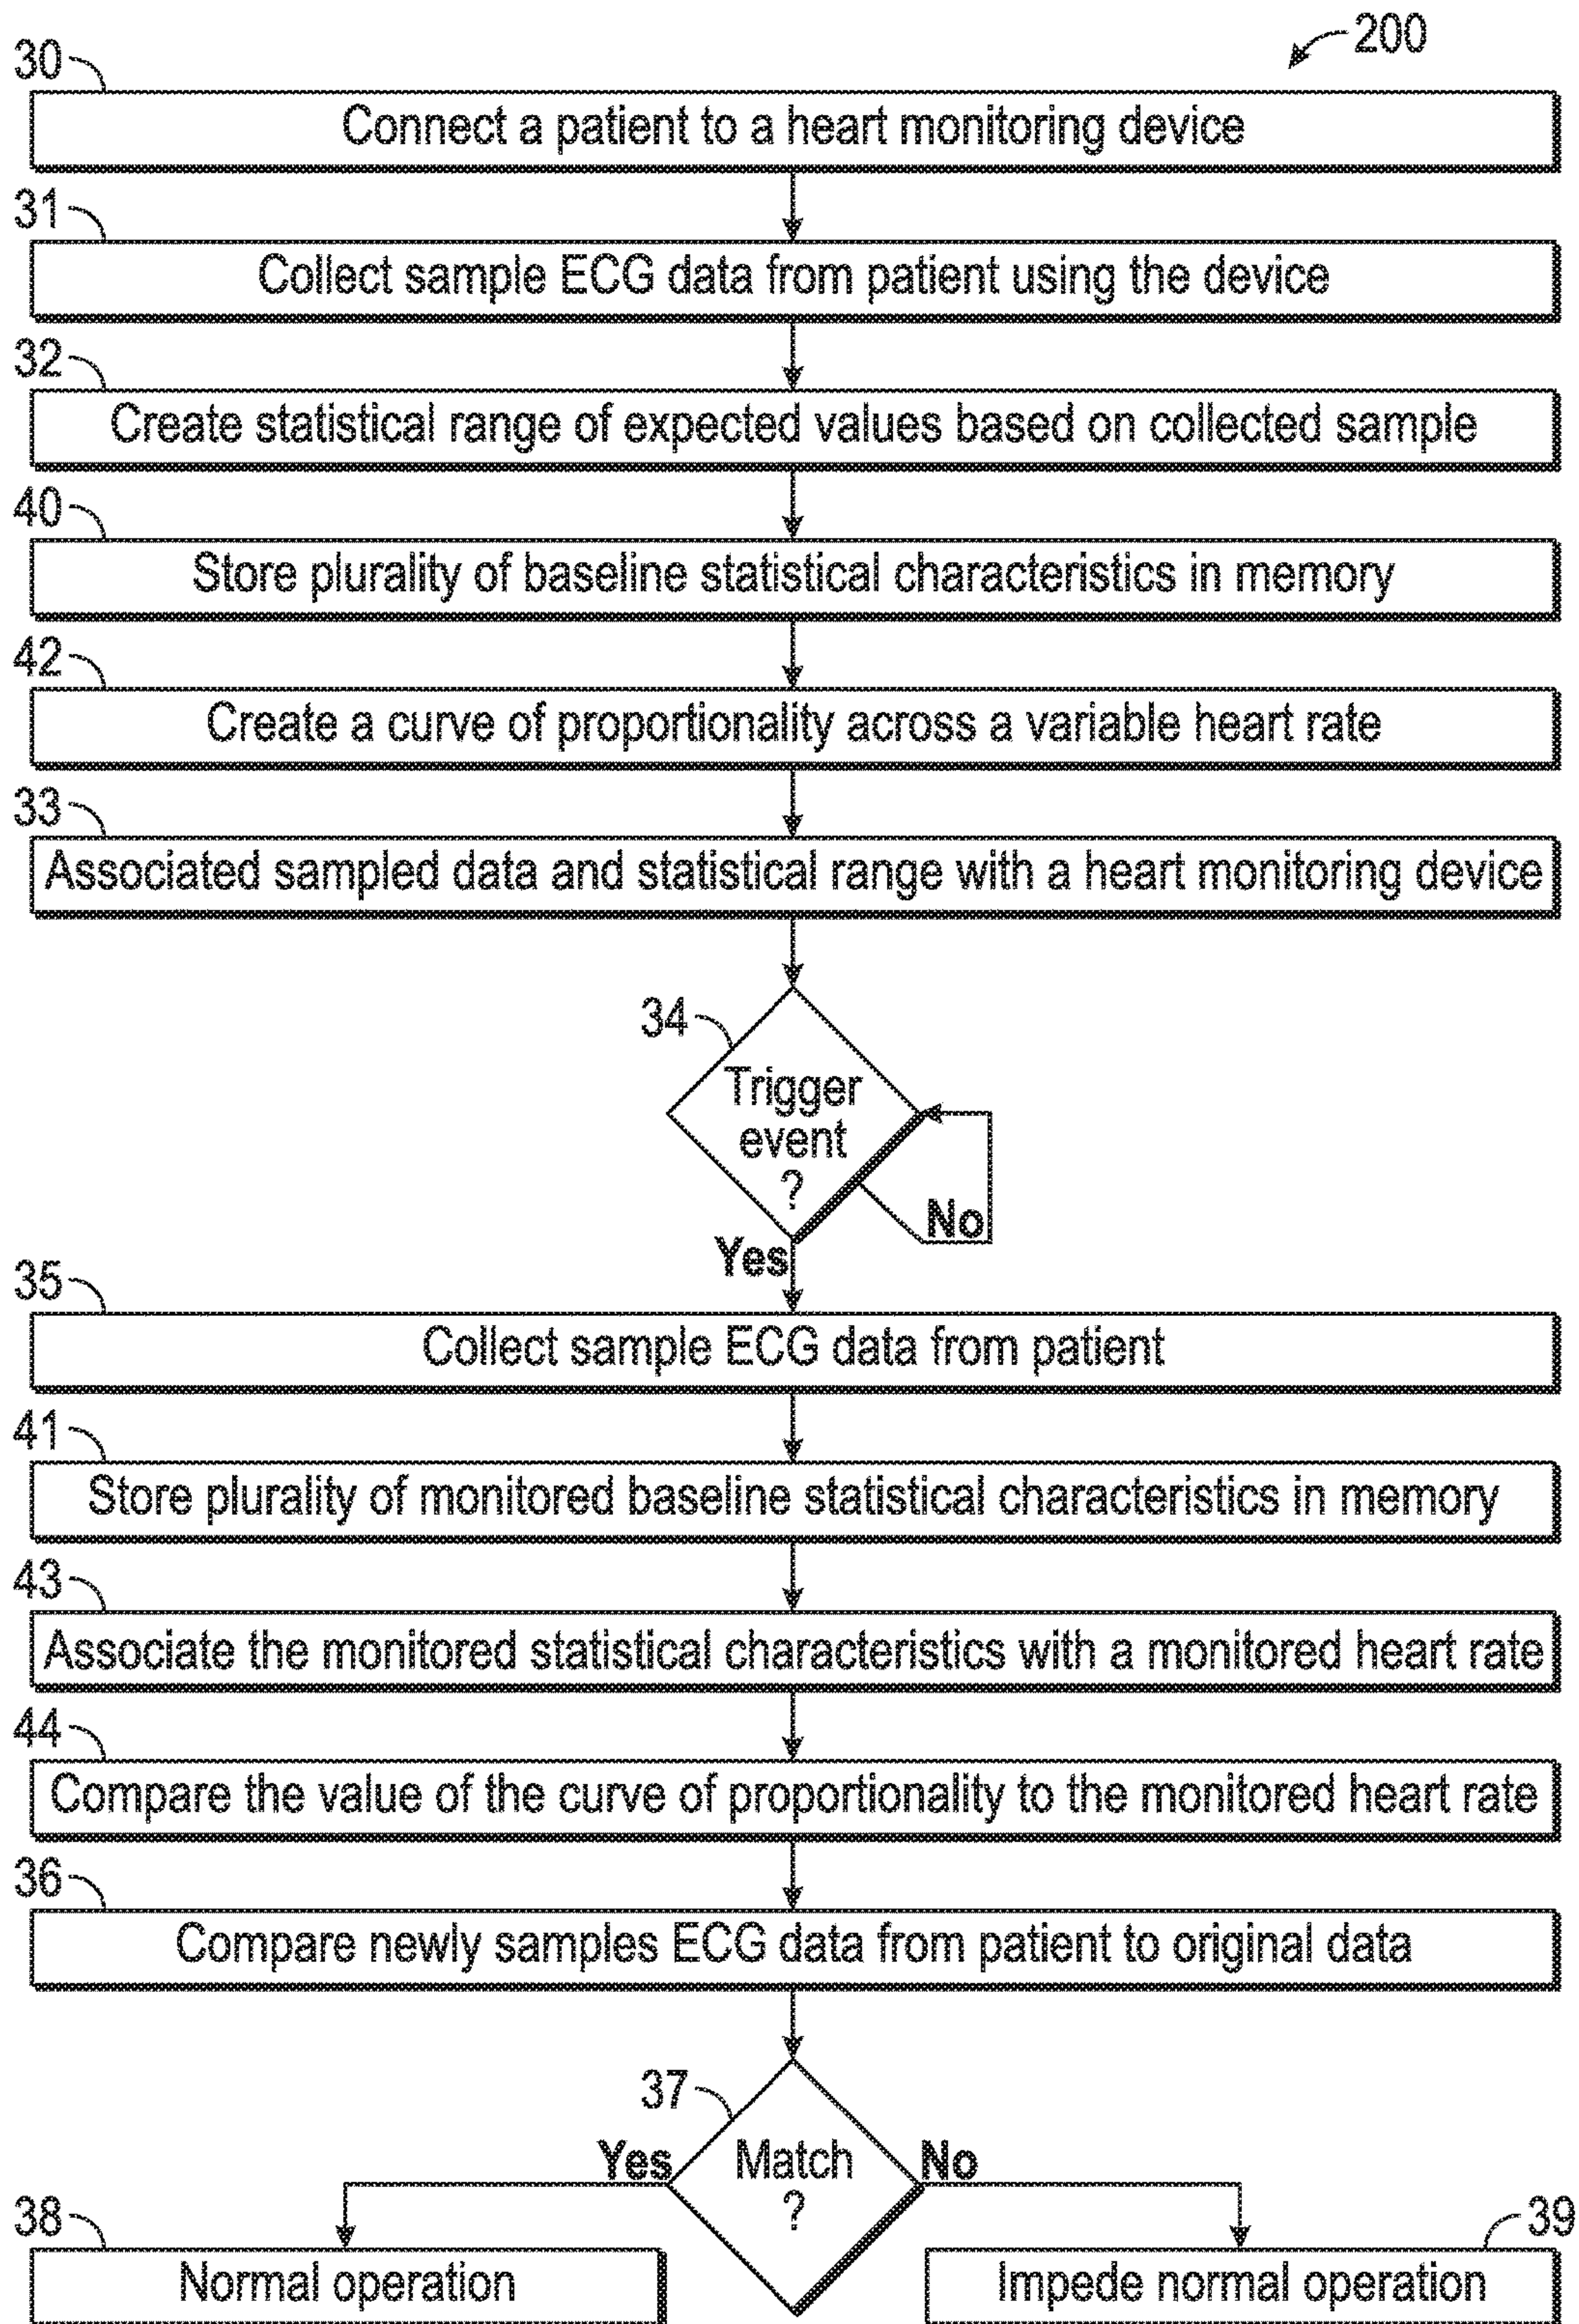 200
30
Connect a patient to a heart monitoring device
31
Collect sample ECG data from patient using the device
32
Create statistical range of expected values based on collected sample
40
Store plurality of baseline statistical characteristics in memory
42
Create a curve of proportionality across a variable heart rate
33
Associated sampled data and statistical range with a heart monitoring device
34
Trigger
event
?
No
Yes
35
Collect sample ECG data from patient
41
Store plurality of monitored baseline statistical characteristics in memory
43
Associate the monitored statistical characteristics with a monitored heart rate
44
Compare the value of the curve of proportionality to the monitored heart rate
36
Compare newly samples ECG data from patient to original data
37
Yes
Match
?
No
38
Normal operation
39
Impede normal operation